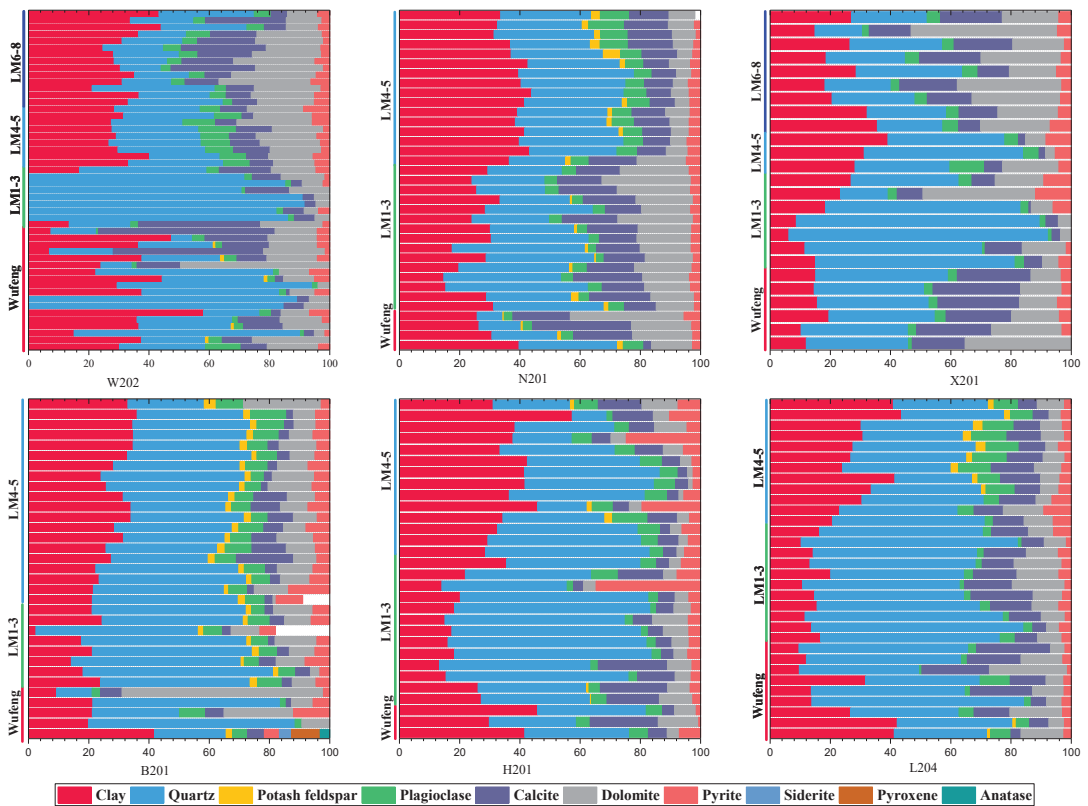 LM6-8
LM4-5
LM1-3
Wufeng
0 20 40 60 80 100
W202
LM4-5
LM1-3
Wufeng
0 20 40 60 80 100
N201
LM6-8
LM4-5
LM1-3
Wufeng
0 20 40 60 80 100
X201
LM4-5
LM1-3
Wufeng
0 20 40 60 80 100
B201
LM4-5
LM1-3
Wufeng
0 20 40 60 80 100
H201
LM4-5
LM1-3
Wufeng
0 20 40 60 80 100
L204
Clay Quartz Potash feldspar Plagioclase Calcite Dolomite Pyrite Siderite Pyroxene Anatase